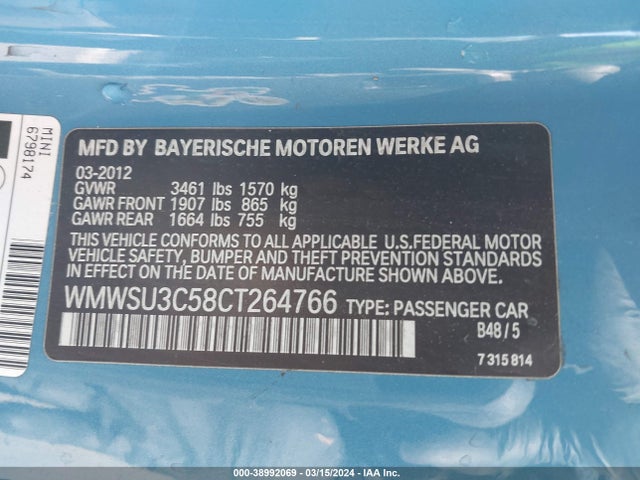 MINI
6798174
MFD BY BAYERISCHE MOTOREN WERKE AG
03-2012
GVWR 3461 lbs 1570 kg
GAWR FRONT 1907 lbs 865 kg
GAWR REAR 1664 lbs 755 kg
THIS VEHICLE CONFORMS TO ALL APPLICABLE U.S.FEDERAL MOTOR
VEHICLE SAFETY, BUMPER AND THEFT PREVENTION STANDARDS
IN EFFECT ON THE DATE OF MANUFACTURE SHOWN ABOVE.
WMWSU3C58CT264766 TYPE: PASSENGER CAR
B48/5
7315814
000-38992069 - 03/15/2024 - IAA Inc.